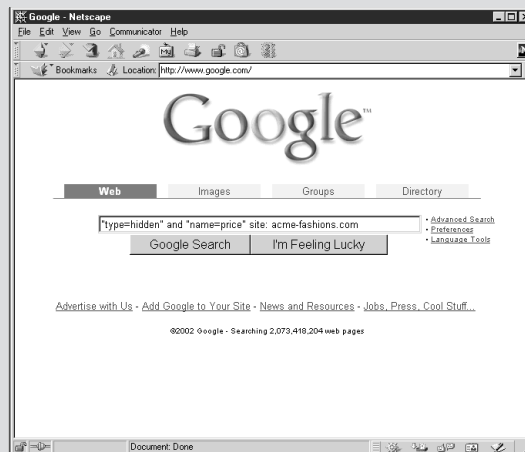 Google - Netscape
File Edit View Go Communicator Help
Bookmarks Location: http://www.google.com/
Google™
Web Images Groups Directory
"type=hidden" and "name=price" site: acme-fashions.com
• Advanced Search
• Preferences
• Language Tools
Google Search I'm Feeling Lucky
Advertise with Us - Add Google to Your Site - News and Resources - Jobs, Press, Cool Stuff...
©2002 Google - Searching 2,073,418,204 web pages
Document: Done